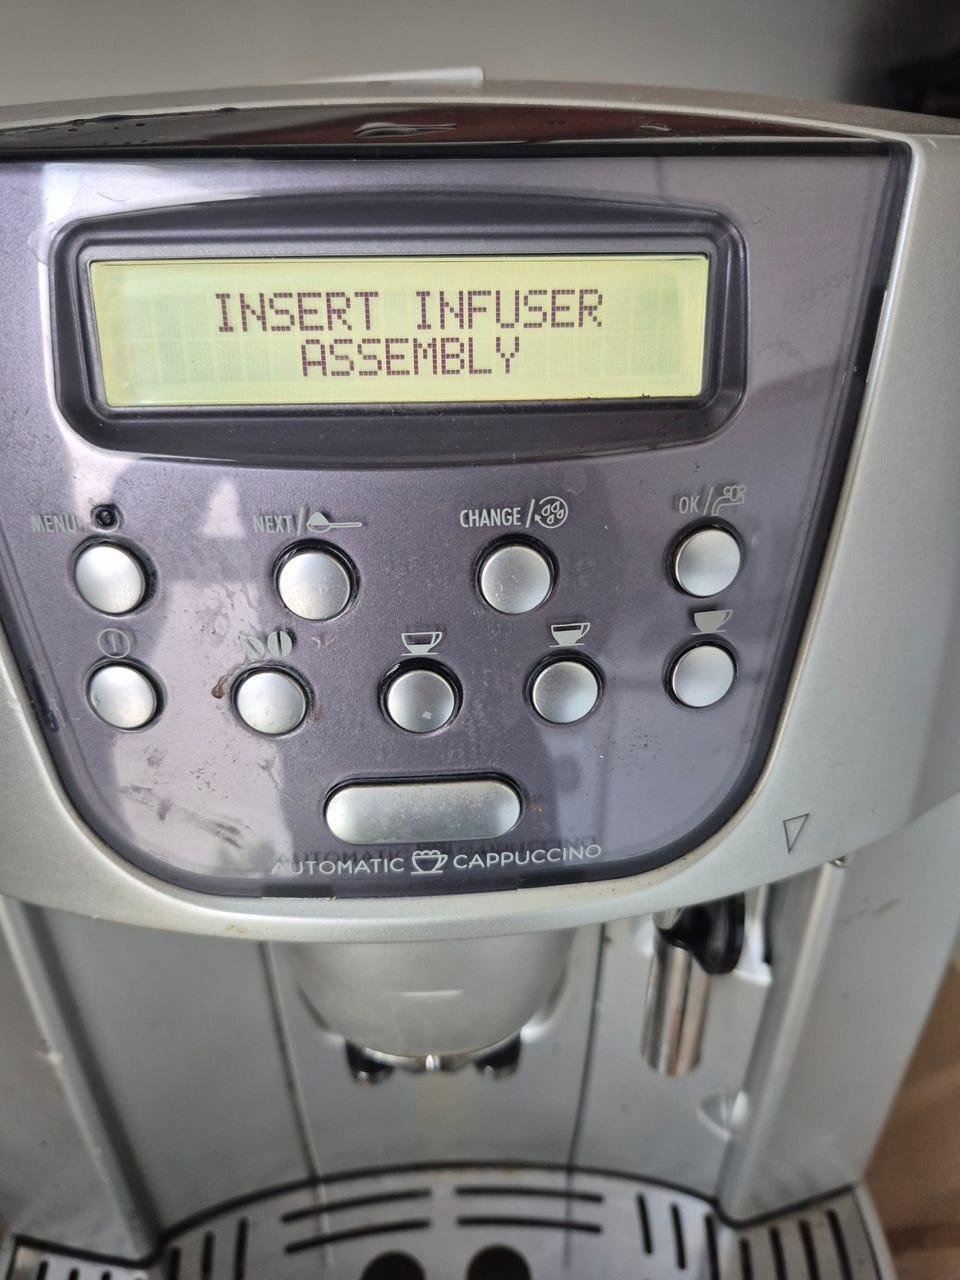 INSERT INFUSER
ASSEMBLY
MENU
NEXT/
CHANGE/
OK/
AUTOMATIC CAPPUCCINO